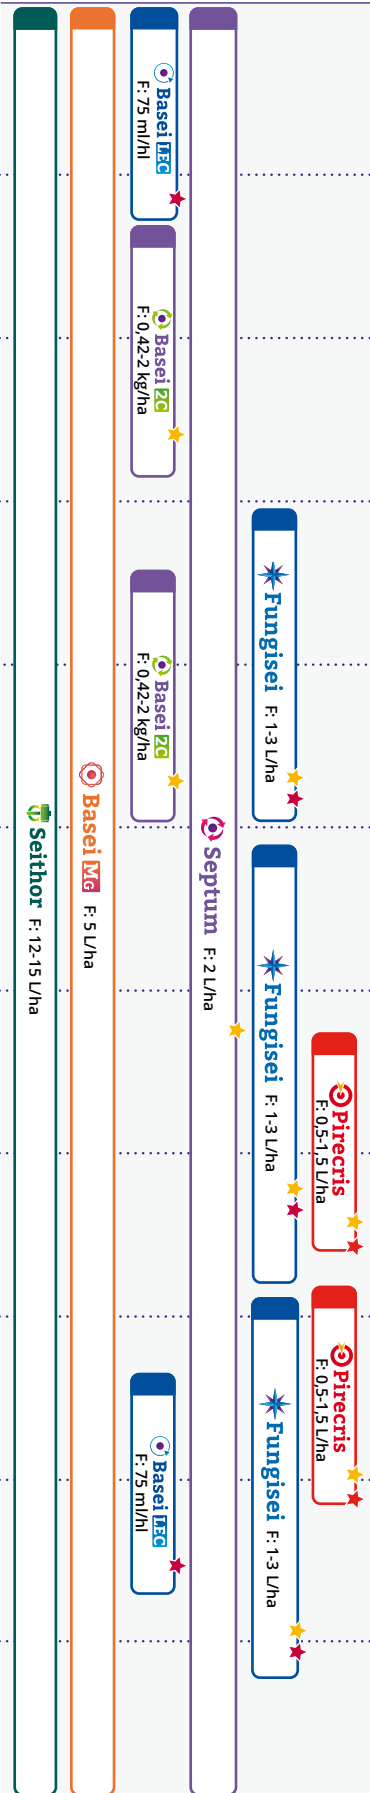 Pirecris
F: 0,5-1,5 L/ha
Pirecris
F: 0,5-1,5 L/ha
Fungisei F: 1-3 L/ha
Fungisei F: 1-3 L/ha
Fungisei F: 1-3 L/ha
Septum F: 2 L/ha
Basei DEC
F: 75 ml/hl
Basei 2C
F: 0,42-2 kg/ha
Basei 2C
F: 0,42-2 kg/ha
Basei DEC
F: 75 ml/hl
Basei MG F: 5 L/ha
Seithor F: 12-15 L/ha